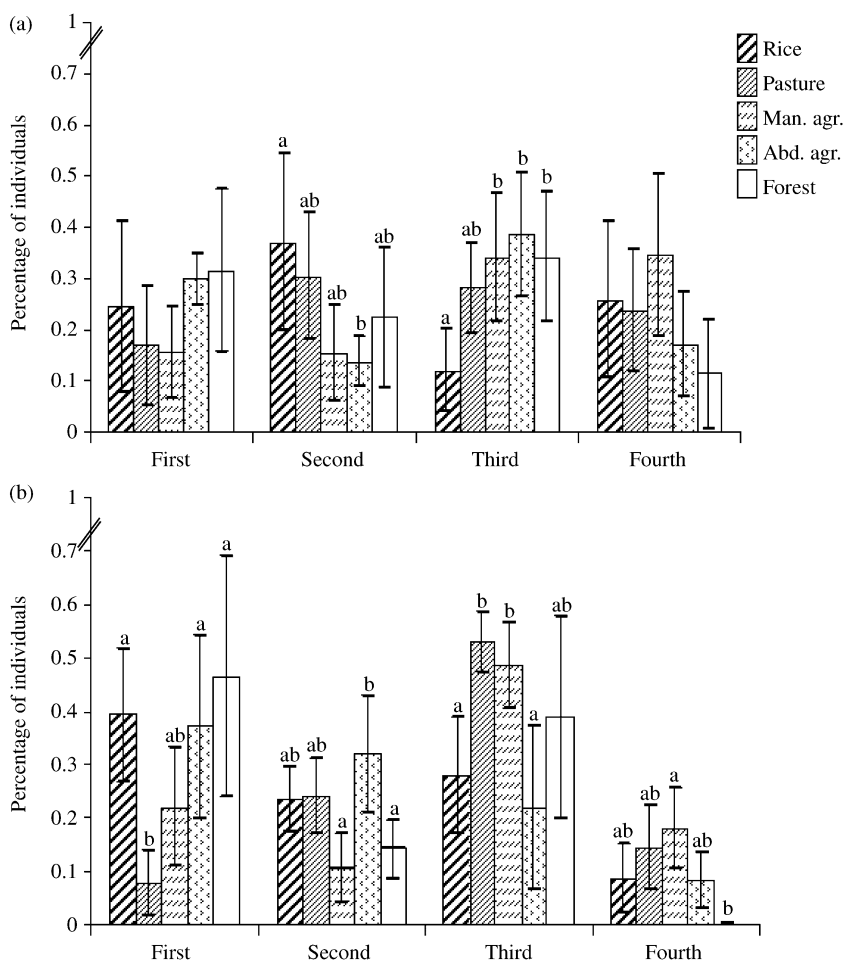 (a)
1
0.7
0.6
0.5
0.4
0.3
0.2
0.1
0
Percentage of individuals
Rice
Pasture
Man. agr.
Abd. agr.
Forest
a
ab
ab
b
ab
a
ab
b
b
b
First
Second
Third
Fourth
(b)
1
0.7
0.6
0.5
0.4
0.3
0.2
0.1
0
Percentage of individuals
a
b
ab
a
a
ab
ab
a
b
a
a
b
b
a
ab
ab
ab
a
ab
b
First
Second
Third
Fourth